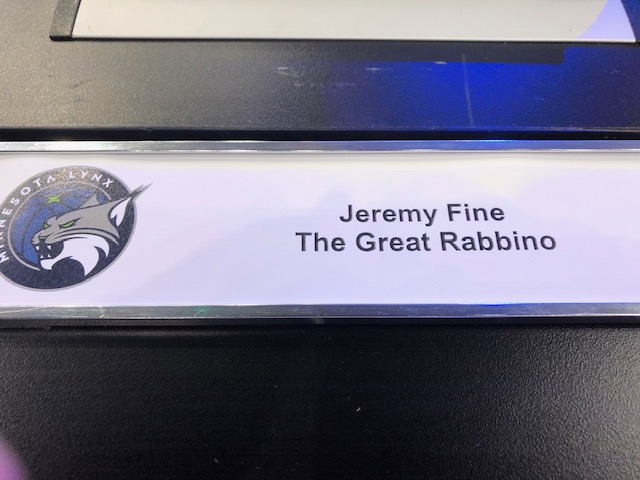 MINNESOTA LYNX
Jeremy Fine
The Great Rabbino